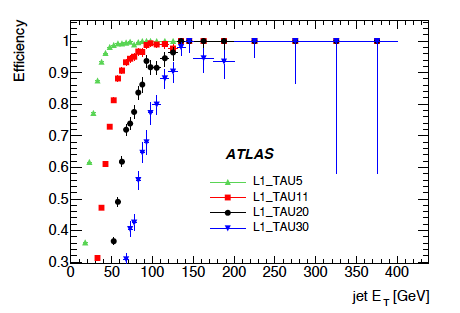 Efficiency
1
0.9
0.8
0.7
0.6
0.5
0.4
0.3
ATLAS
L1_TAU5
L1_TAU11
L1_TAU20
L1_TAU30
0 50 100 150 200 250 300 350 400
jet E_T [GeV]